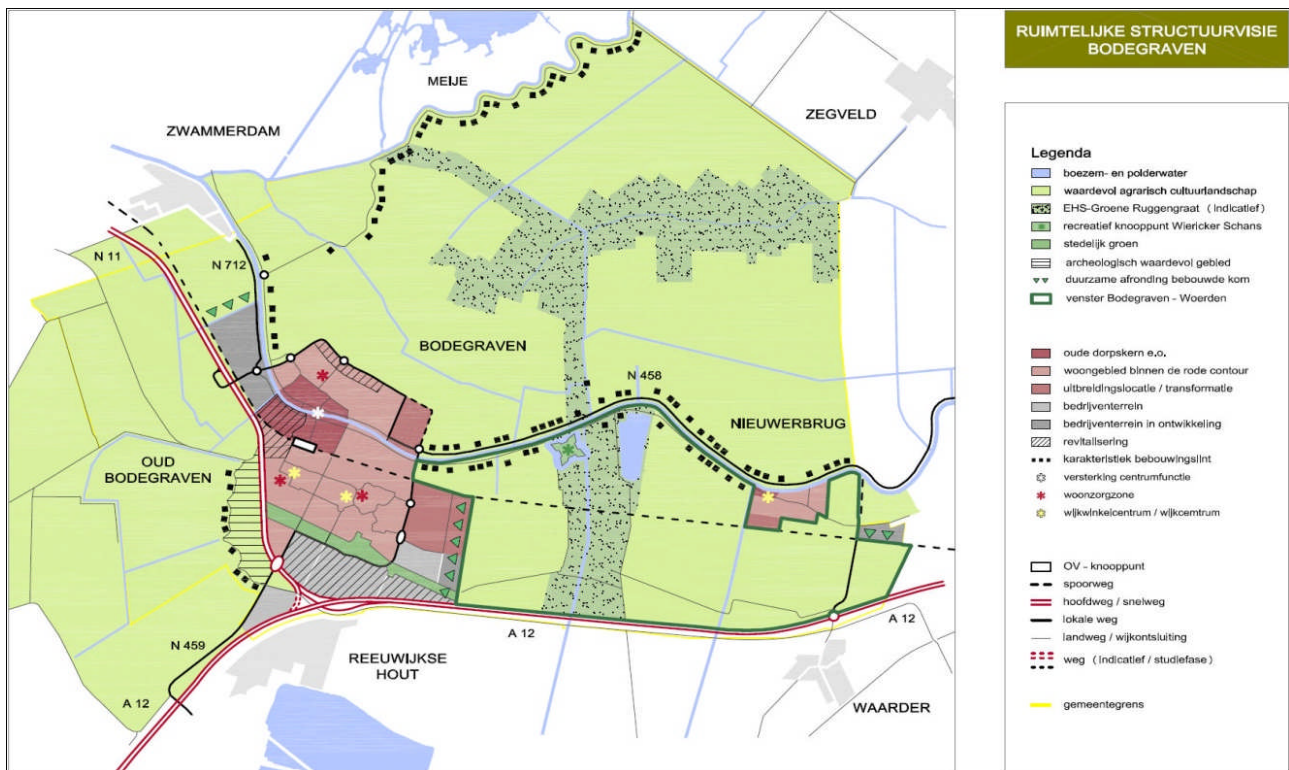 RUIMTELIJKE STRUCTUURVISIE
BODEGRAVEN
MEIJE
ZEGVELD
ZWAMMERDAM
N 11
N 712
BODEGRAVEN
N 458
NIEUWERBRUG
OUD
BODEGRAVEN
A 12
A 12
N 459
REEUWIJKSE
HOUT
A 12
WAARDER
Legenda
boezem- en polderwater
waardevol agrarisch cultuurlandschap
EHS-Groene Ruggengraat ( indicatief)
recreatief knooppunt Wiericker Schans
stedelijk groen
archeologisch waardevol gebied
duurzame afronding bebouwde kom
venster Bodegraven - Woerden
oude dorpskern e.o.
woongebied binnen de rode contour
uitbreidingslocatie / transformatie
bedrijventerrein
bedrijventerrein in ontwikkeling
revitalisering
karakteristiek bebouwingslint
versterking centrumfunctie
woonzorgzone
wijkwinkelcentrum / wijkcemtrum
OV - knooppunt
spoorweg
hoofdweg / snelweg
lokale weg
landweg / wijkontsluiting
weg ( indicatief / studiefase )
gemeentegrens